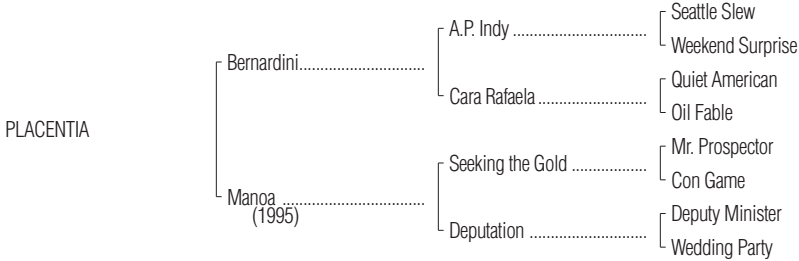 Seattle Slew
A.P. Indy ................................
Weekend Surprise
Bernardini..............................
Quiet American
Cara Rafaela ..........................
Oil Fable
PLACENTIA
Mr. Prospector
Seeking the Gold ..................
Con Game
Manoa ..................................
(1995)
Deputy Minister
Deputation ............................
Wedding Party